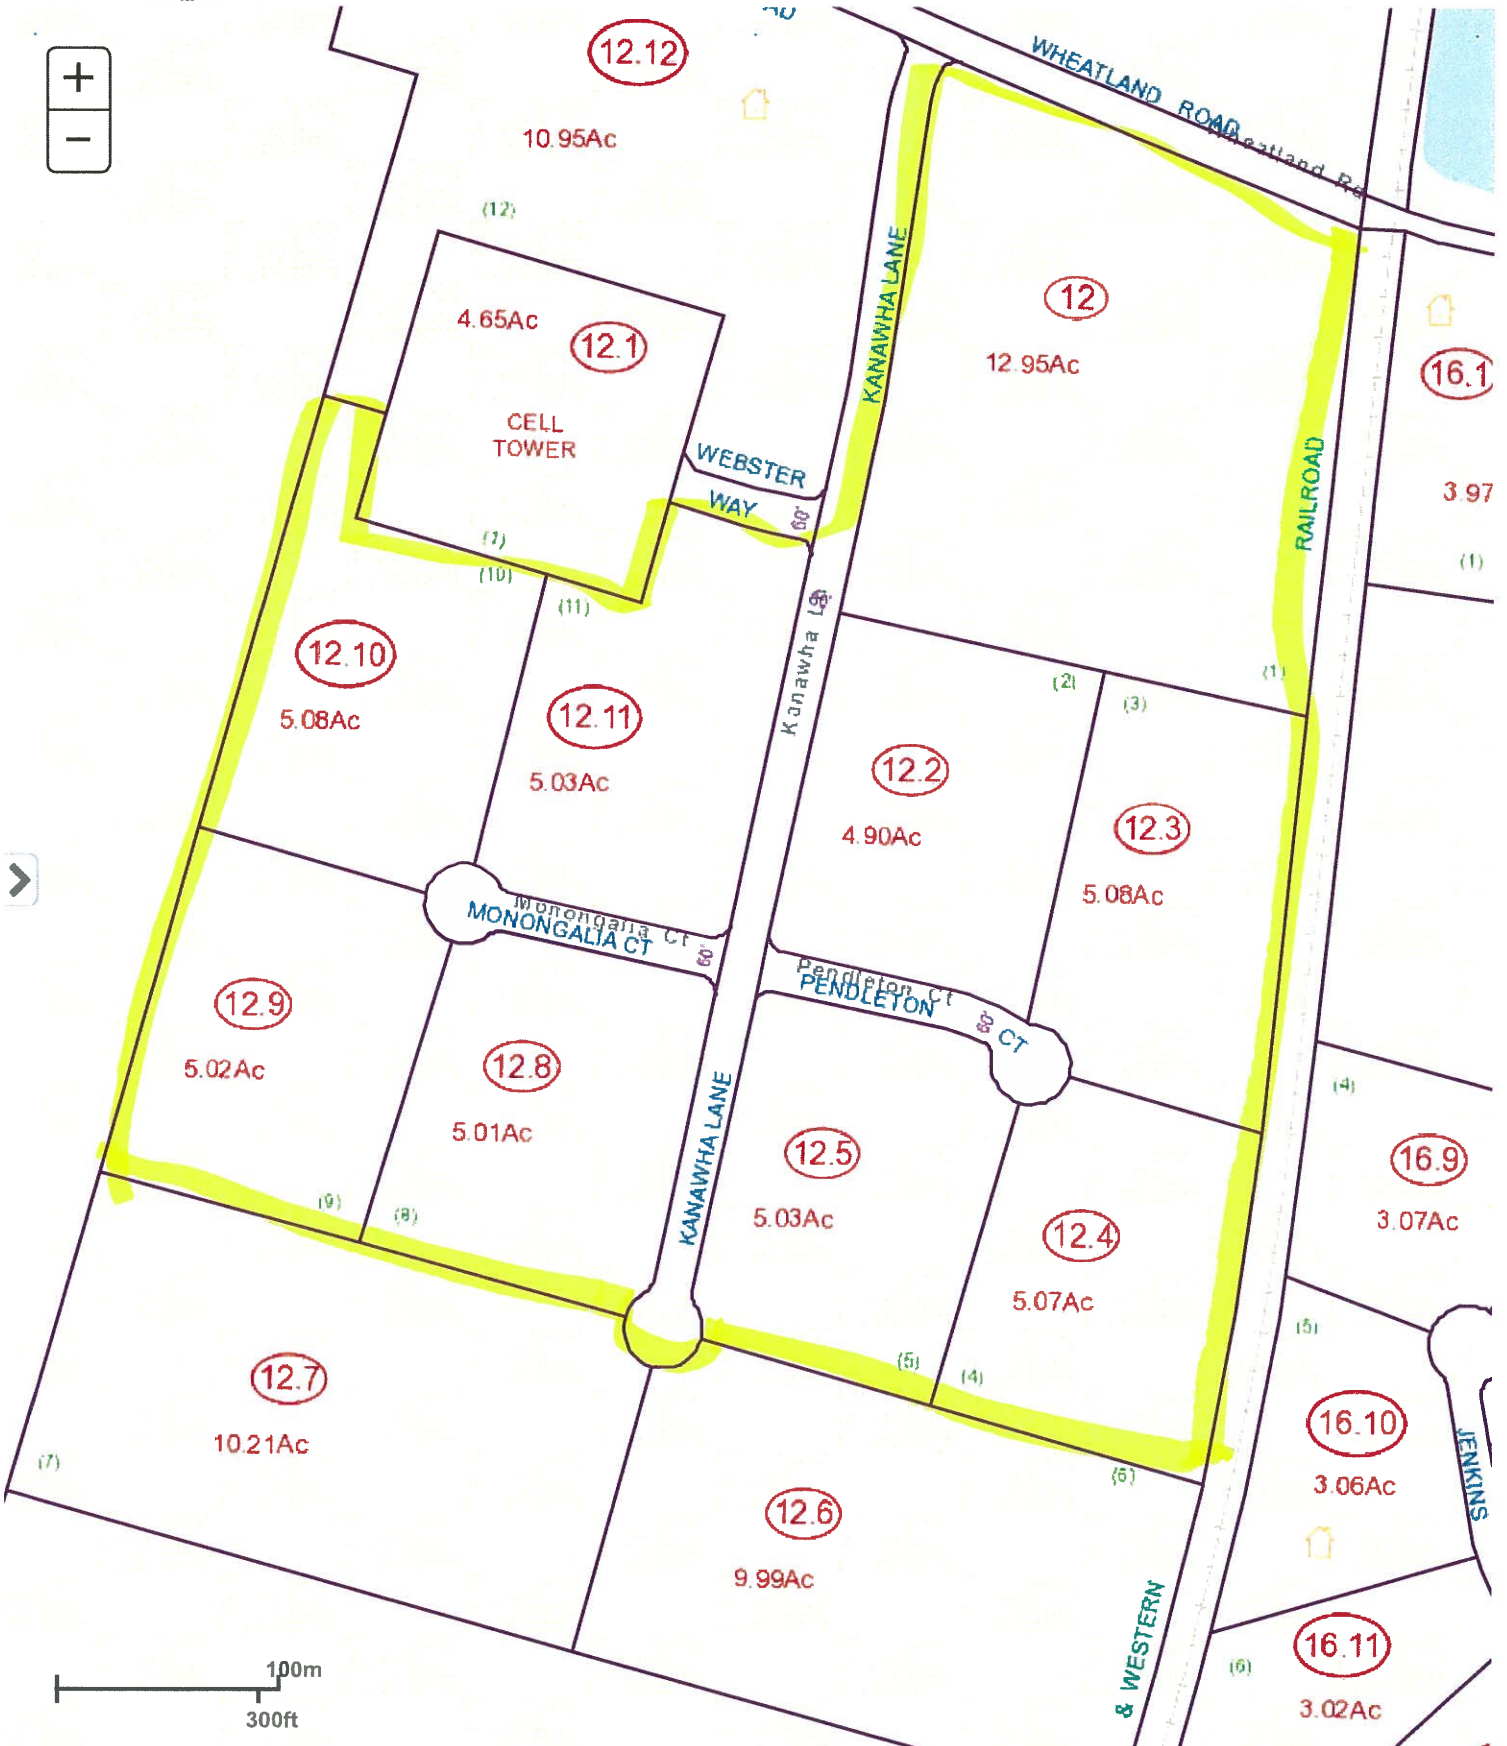 +
−
12.12
10.95Ac
(12)
WHEATLAND ROAD
Wheatland Rd
4.65Ac
12.1
CELL
TOWER
KANAWHA LANE
12
12.95Ac
16.1
3.97
(1)
RAILROAD
WEBSTER
WAY
60'
(1)
(10)
(11)
Kanawha Ln
12.10
5.08Ac
12.11
5.03Ac
(2)
(3)
(1)
12.2
4.90Ac
12.3
5.08Ac
Monongalia Ct
MONONGALIA CT
60'
Pendleton Ct
PENDLETON
CT
60'
12.9
5.02Ac
12.8
5.01Ac
KANAWHA LANE
12.5
5.03Ac
12.4
5.07Ac
(4)
16.9
3.07Ac
(9)
(8)
(5)
(4)
(5)
12.7
10.21Ac
(7)
(6)
16.10
3.06Ac
JENKINS
12.6
9.99Ac
& WESTERN
16.11
3.02Ac
(6)
100m
300ft